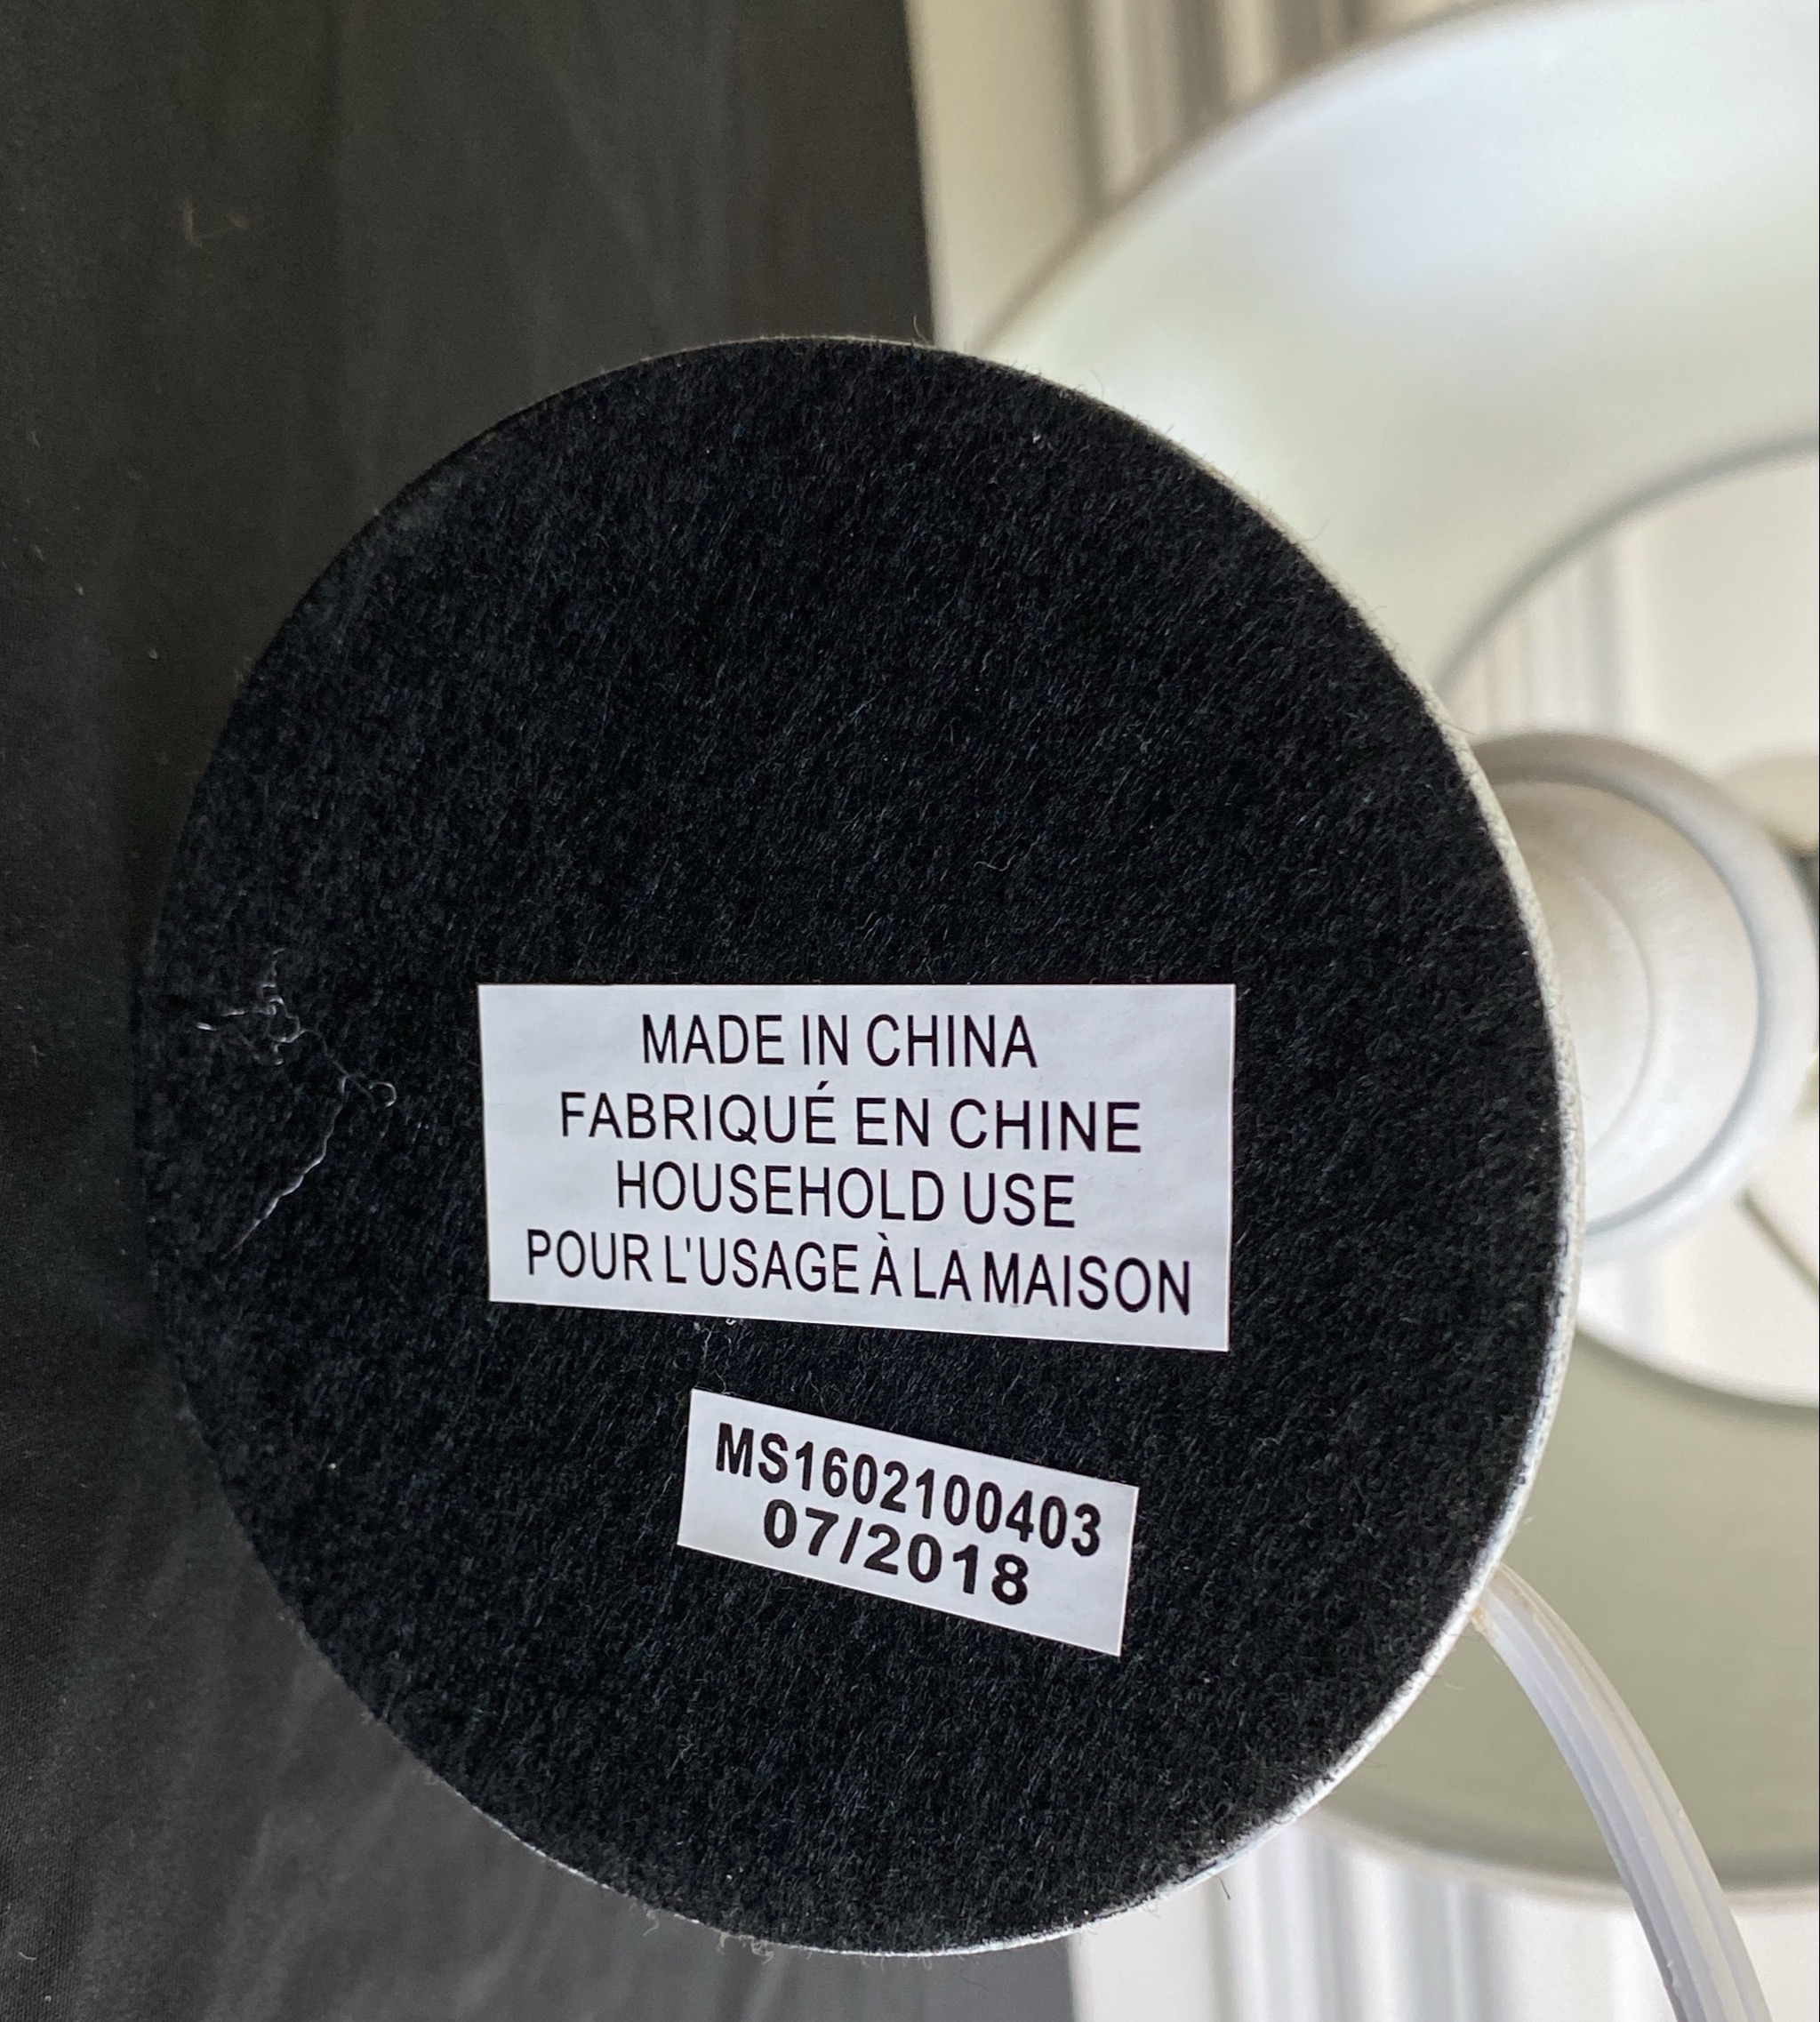 MADE IN CHINA
FABRIQUÉ EN CHINE
HOUSEHOLD USE
POUR L'USAGE À LA MAISON
MS1602100403
07/2018